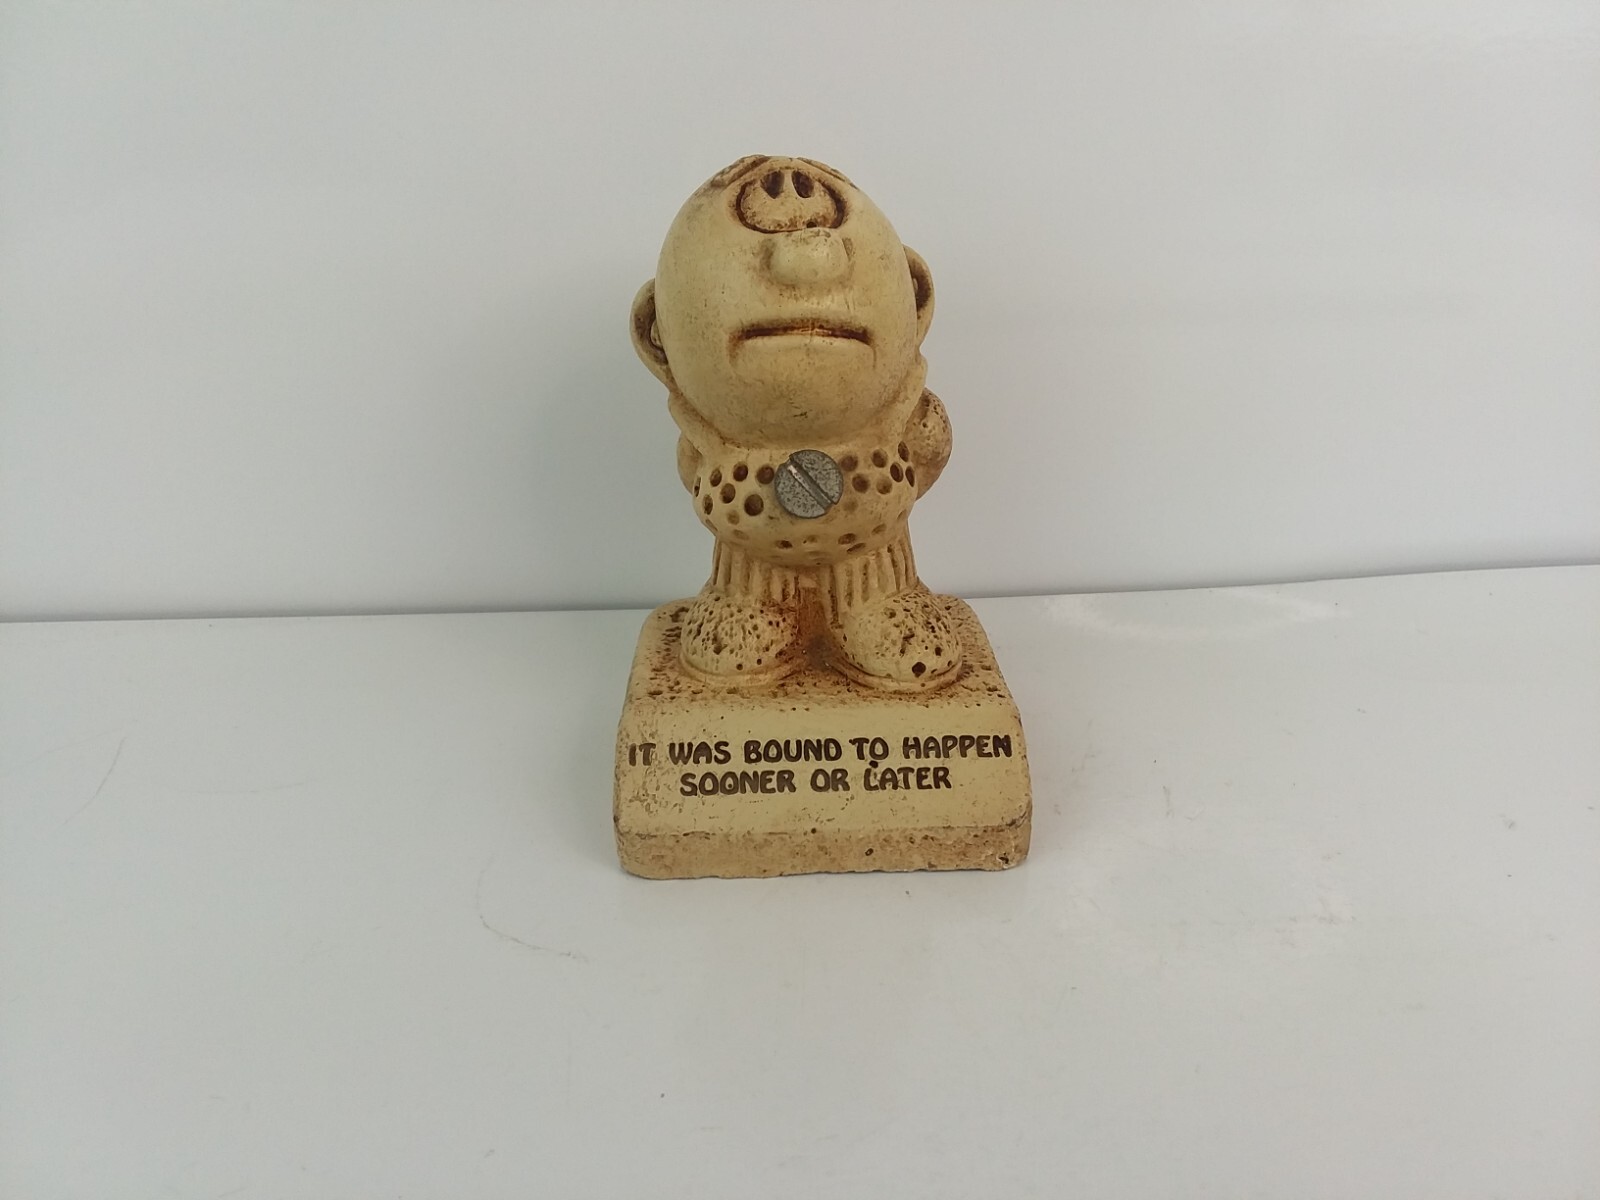 IT WAS BOUND TO HAPPEN
SOONER OR LATER